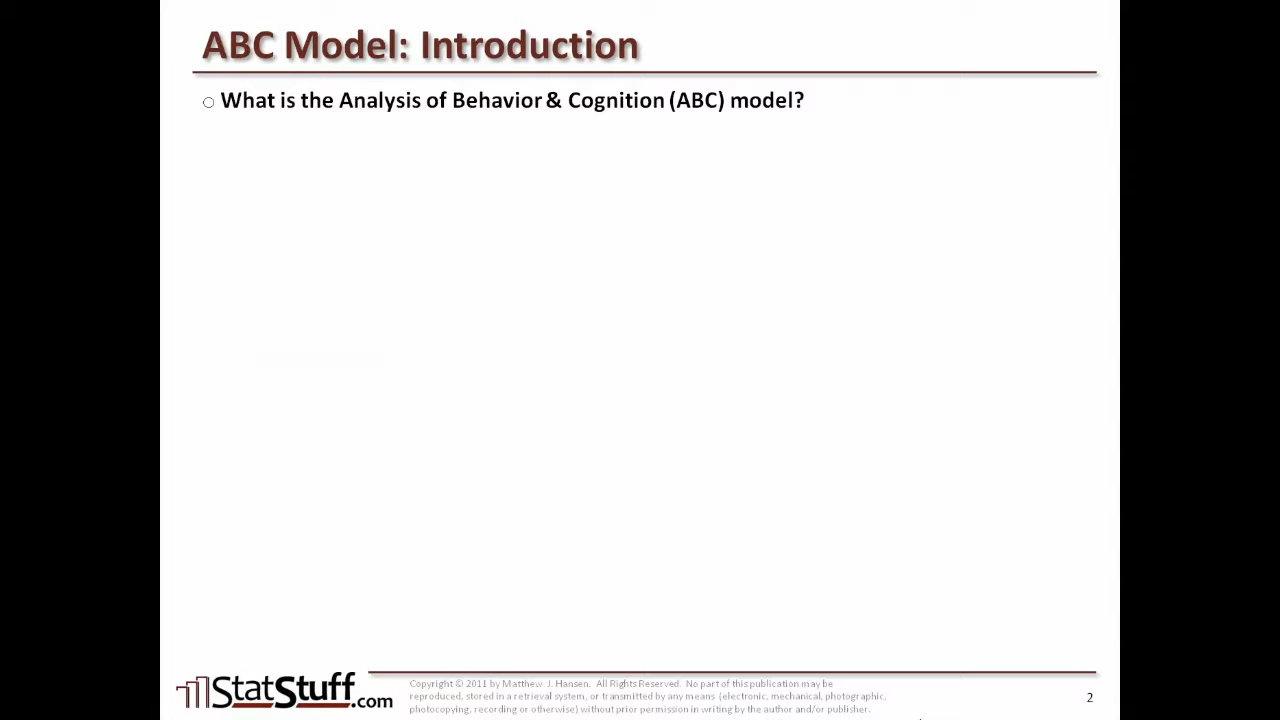 ABC Model: Introduction
○ What is the Analysis of Behavior & Cognition (ABC) model?
StatStuff.com
Copyright © 2011 by Matthew J. Hansen. All Rights Reserved. No part of this publication may be
reproduced, stored in a retrieval system, or transmitted by any means (electronic, mechanical, photographic,
photocopying, recording or otherwise) without prior permission in writing by the author and/or publisher.
2